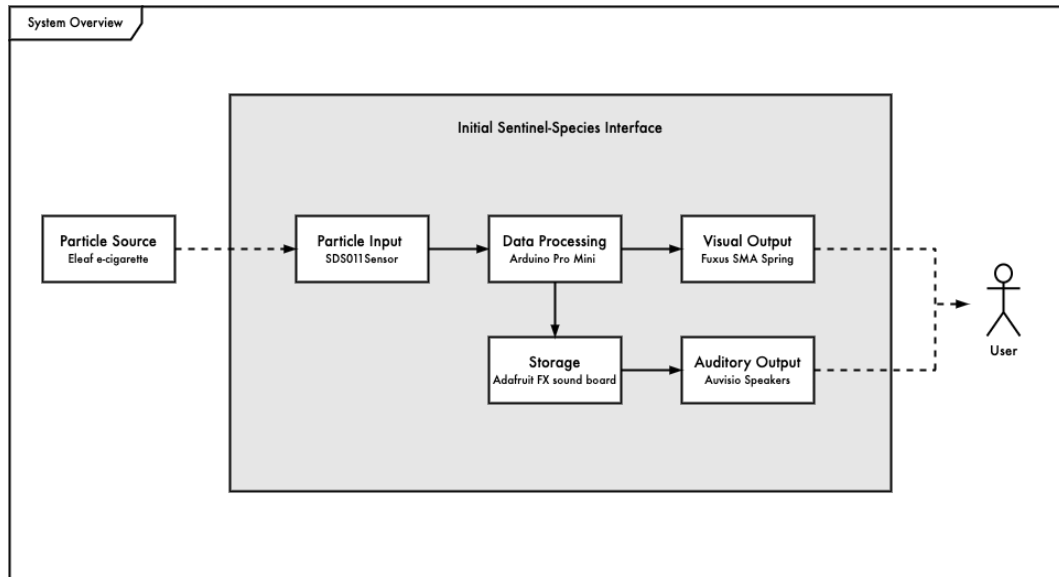 System Overview
Initial Sentinel-Species Interface
Particle Source
Eleaf e-cigarette
Particle Input
SDS011Sensor
Data Processing
Arduino Pro Mini
Visual Output
Fuxus SMA Spring
Storage
Adafruit FX sound board
Auditory Output
Auvisio Speakers
User